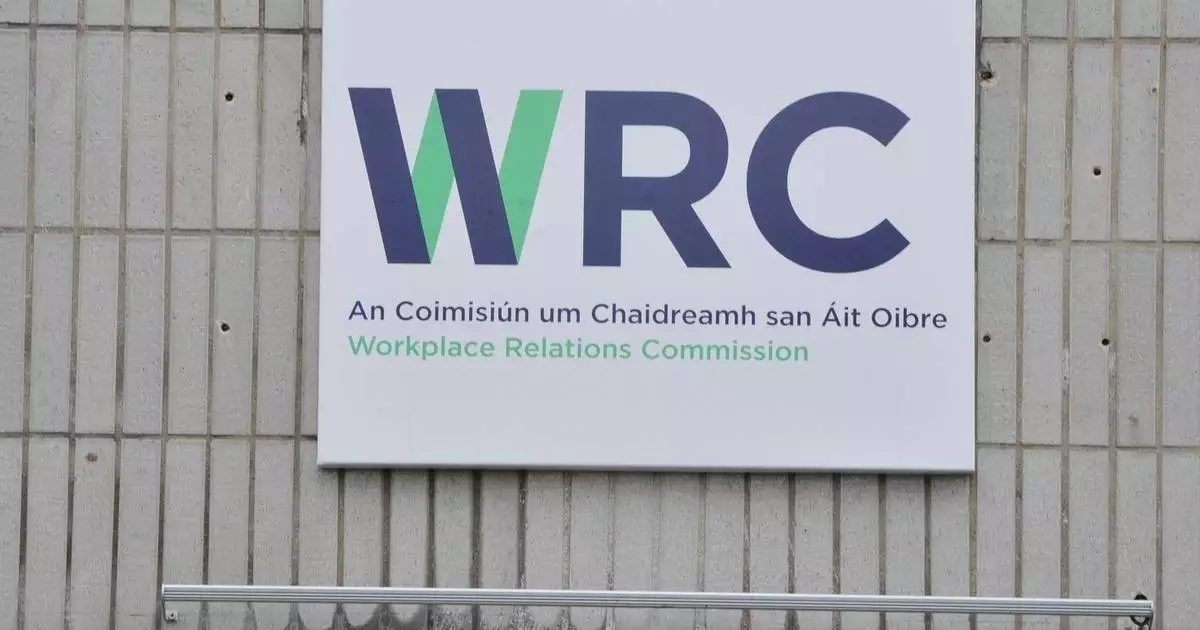 WRC
An Coimisiún um Chaidreamh san Áit Oibre
Workplace Relations Commission